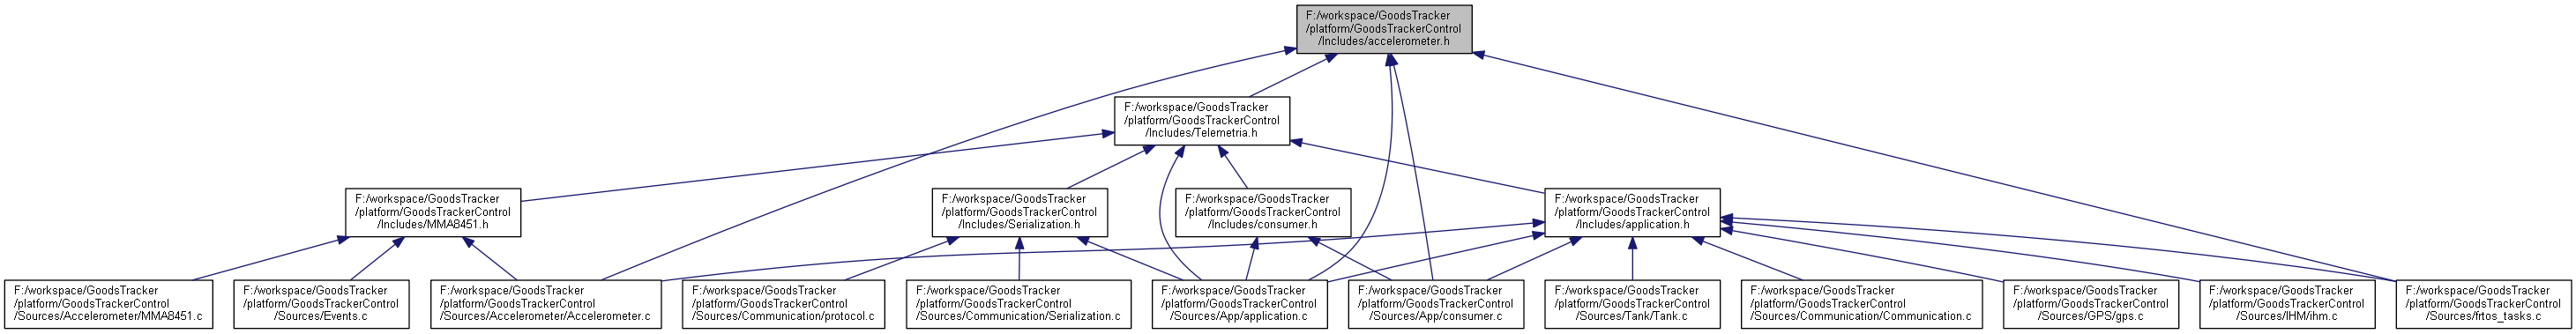 F:/workspace/GoodsTracker
/platform/GoodsTrackerControl
/Includes/accelerometer.h
F:/workspace/GoodsTracker
/platform/GoodsTrackerControl
/Includes/Telemetria.h
F:/workspace/GoodsTracker
/platform/GoodsTrackerControl
/Includes/MMA8451.h
F:/workspace/GoodsTracker
/platform/GoodsTrackerControl
/Includes/Serialization.h
F:/workspace/GoodsTracker
/platform/GoodsTrackerControl
/Includes/consumer.h
F:/workspace/GoodsTracker
/platform/GoodsTrackerControl
/Includes/application.h
F:/workspace/GoodsTracker
/platform/GoodsTrackerControl
/Sources/Accelerometer/MMA8451.c
F:/workspace/GoodsTracker
/platform/GoodsTrackerControl
/Sources/Events.c
F:/workspace/GoodsTracker
/platform/GoodsTrackerControl
/Sources/Accelerometer/Accelerometer.c
F:/workspace/GoodsTracker
/platform/GoodsTrackerControl
/Sources/Communication/protocol.c
F:/workspace/GoodsTracker
/platform/GoodsTrackerControl
/Sources/Communication/Serialization.c
F:/workspace/GoodsTracker
/platform/GoodsTrackerControl
/Sources/App/application.c
F:/workspace/GoodsTracker
/platform/GoodsTrackerControl
/Sources/App/consumer.c
F:/workspace/GoodsTracker
/platform/GoodsTrackerControl
/Sources/Tank/Tank.c
F:/workspace/GoodsTracker
/platform/GoodsTrackerControl
/Sources/Communication/Communication.c
F:/workspace/GoodsTracker
/platform/GoodsTrackerControl
/Sources/GPS/gps.c
F:/workspace/GoodsTracker
/platform/GoodsTrackerControl
/Sources/IHM/ihm.c
F:/workspace/GoodsTracker
/platform/GoodsTrackerControl
/Sources/frtos_tasks.c